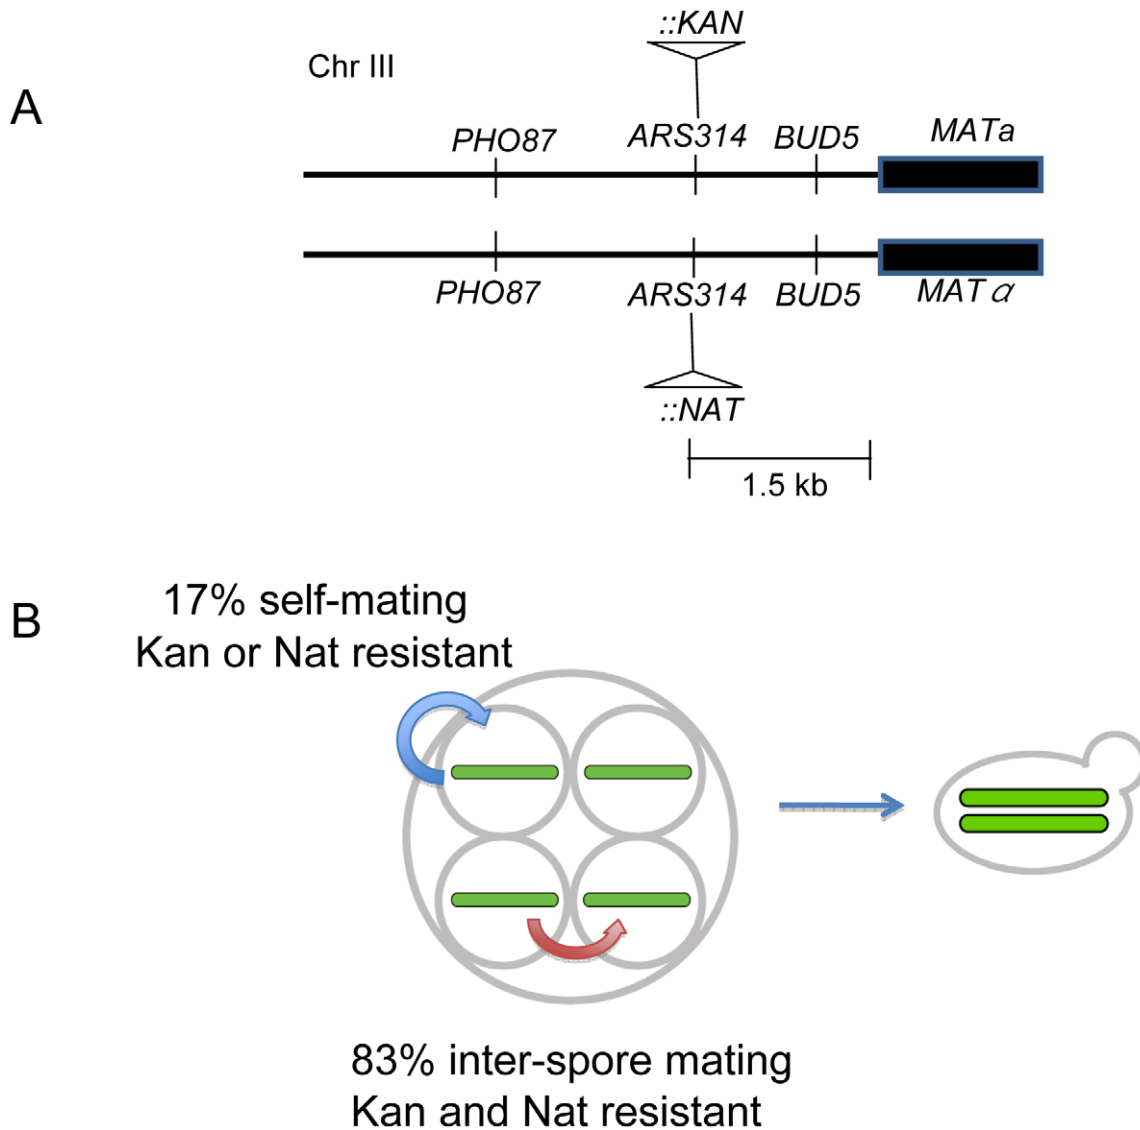 A
Chr III
::KAN
PHO87 ARS314 BUD5 MATa
PHO87 ARS314 BUD5 MATα
::NAT
1.5 kb
B
17% self-mating
Kan or Nat resistant
83% inter-spore mating
Kan and Nat resistant